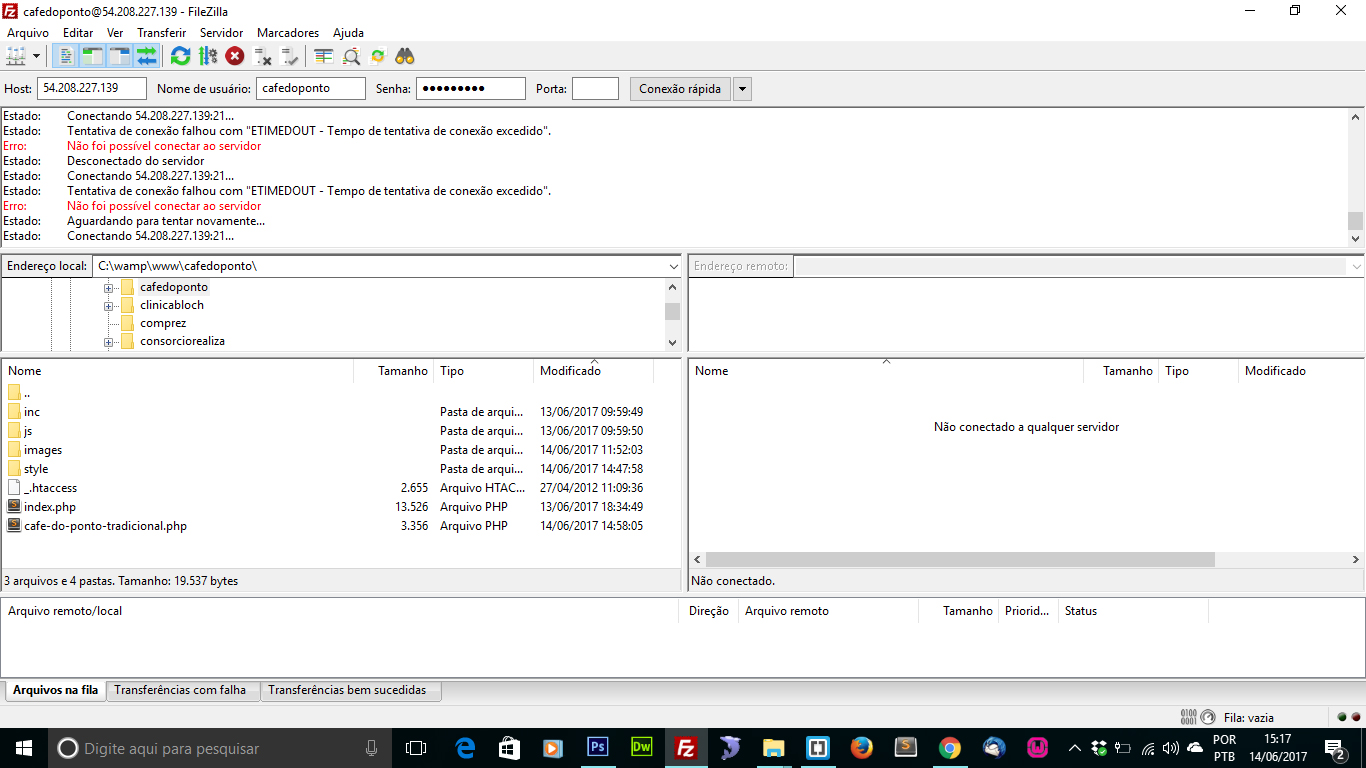 cafedoponto@54.208.227.139 - FileZilla
Arquivo Editar Ver Transferir Servidor Marcadores Ajuda
Host: 54.208.227.139 Nome de usuário: cafedoponto Senha: ●●●●●●●●● Porta: Conexão rápida
Estado: Conectando 54.208.227.139:21...
Estado: Tentativa de conexão falhou com "ETIMEDOUT - Tempo de tentativa de conexão excedido".
Erro: Não foi possível conectar ao servidor
Estado: Desconectado do servidor
Estado: Conectando 54.208.227.139:21...
Estado: Tentativa de conexão falhou com "ETIMEDOUT - Tempo de tentativa de conexão excedido".
Erro: Não foi possível conectar ao servidor
Estado: Aguardando para tentar novamente...
Estado: Conectando 54.208.227.139:21...
Endereço local: C:\wamp\www\cafedoponto\
Endereço remoto:
cafedoponto
clinicabloch
comprez
consorciorealiza
Nome Tamanho Tipo Modificado
..
inc Pasta de arqui... 13/06/2017 09:59:49
js Pasta de arqui... 13/06/2017 09:59:50
images Pasta de arqui... 14/06/2017 11:52:03
style Pasta de arqui... 14/06/2017 14:47:58
_.htaccess 2.655 Arquivo HTAC... 27/04/2012 11:09:36
index.php 13.526 Arquivo PHP 13/06/2017 18:34:49
cafe-do-ponto-tradicional.php 3.356 Arquivo PHP 14/06/2017 14:58:05
3 arquivos e 4 pastas. Tamanho: 19.537 bytes
Nome Tamanho Tipo Modificado
Não conectado a qualquer servidor
Não conectado.
Arquivo remoto/local Direção Arquivo remoto Tamanho Priorid... Status
Arquivos na fila Transferências com falha Transferências bem sucedidas
Fila: vazia
Digite aqui para pesquisar
Ps
Dw
Fz
POR
PTB
15:17
14/06/2017
2